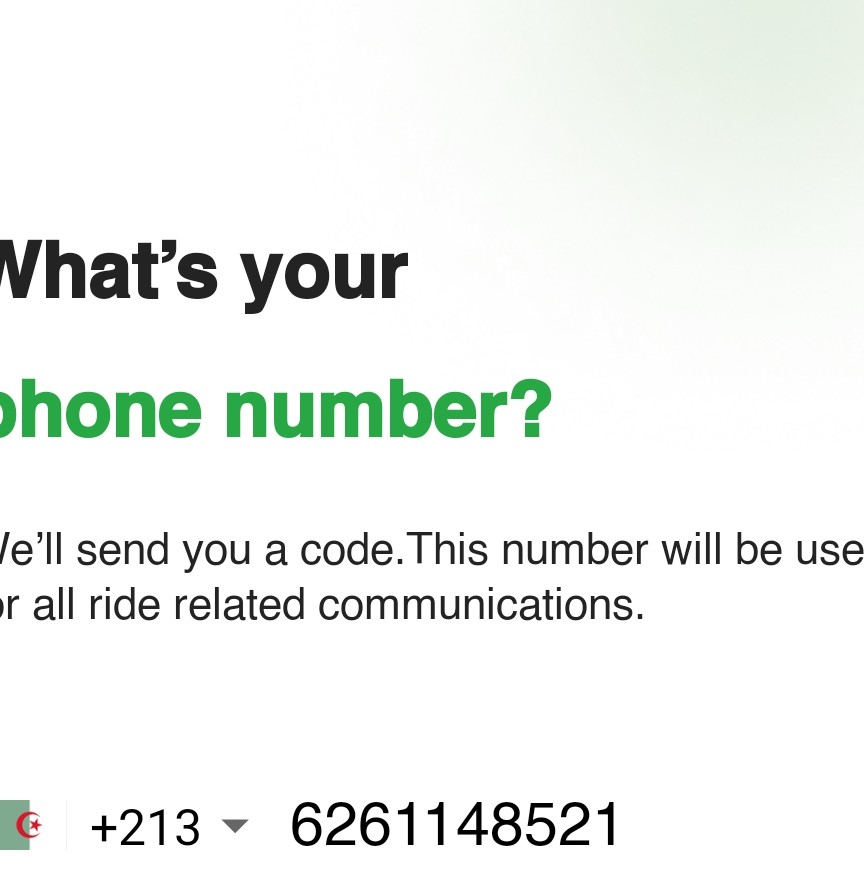 What's your
phone number?
We'll send you a code.This number will be use
or all ride related communications.
+213 6261148521